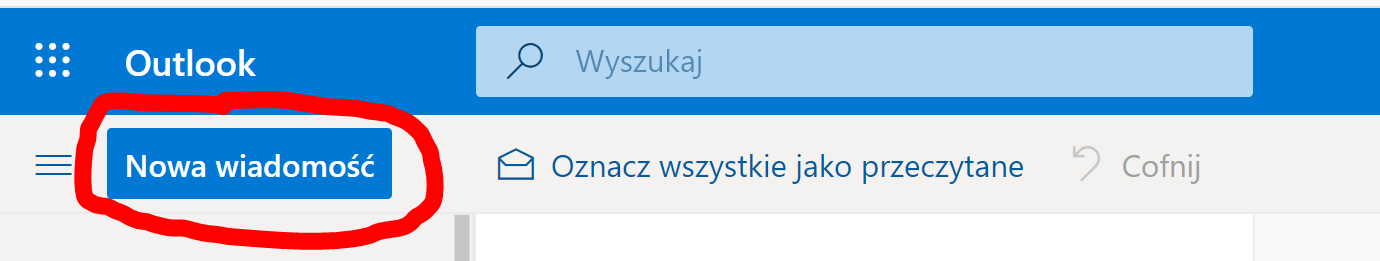 Outlook
Wyszukaj
Nowa wiadomość
Oznacz wszystkie jako przeczytane
Cofnij